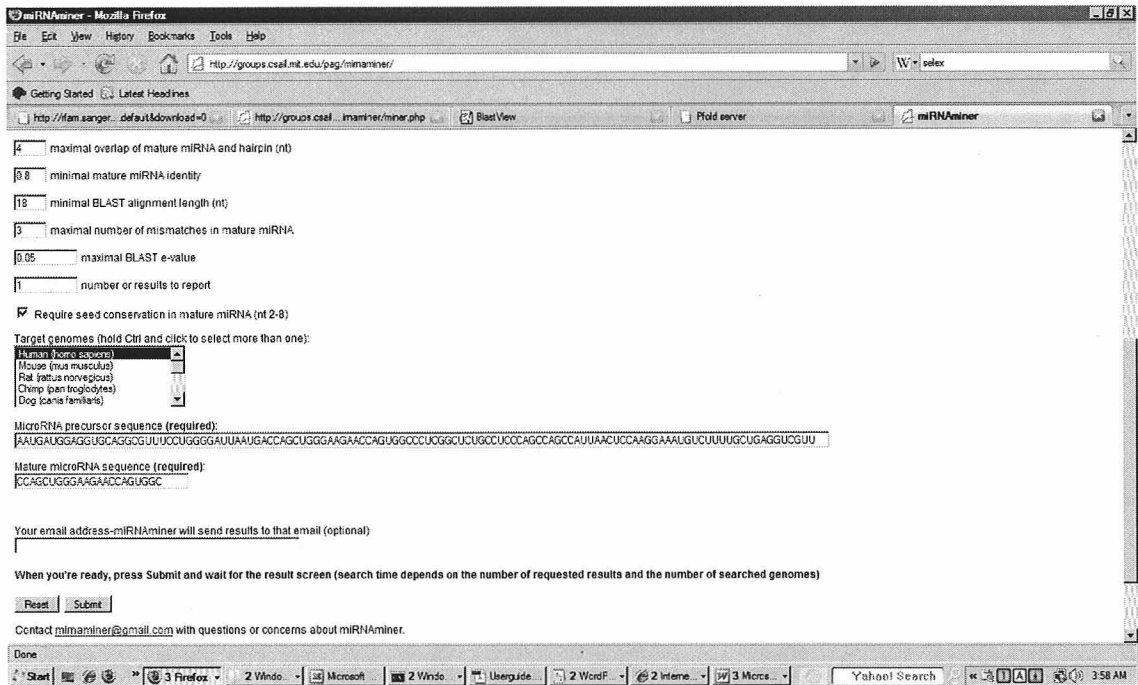 miRNAminer - Mozilla Firefox
File Edit View History Bookmarks Tools Help
http://groups.csail.mit.edu/pag/mirnaminer/
W selex
Getting Started Latest Headlines
http://rfam.sanger... .default&download=0 http://groups.csail... irnaminer/miner.php BlastView Pfold server miRNAminer
4 maximal overlap of mature miRNA and hairpin (nt)
0.8 minimal mature miRNA identity
18 minimal BLAST alignment length (nt)
3 maximal number of mismatches in mature miRNA
0.05 maximal BLAST e-value
1 number or results to report
Require seed conservation in mature miRNA (nt 2-8)
Target genomes (hold Ctrl and click to select more than one):
Human (homo sapiens)
Mouse (mus musculus)
Rat (rattus norvegicus)
Chimp (pan troglodytes)
Dog (canis familiaris)
MicroRNA precursor sequence (required):
AAUGAUGGAGGUGCAGGCGUUUCCUGGGGAUUAAUGACCAGCUGGGAAGAACCAGUGGCCCUCGGCUCUGCCUCCCAGCCAGCCAUUAACUCCAAGGAAAUGUCUUUUGCUGAGGUCGUU
Mature microRNA sequence (required):
CCAGCUGGGAAGAACCAGUGGC
Your email address-miRNAminer will send results to that email (optional)
When you're ready, press Submit and wait for the result screen (search time depends on the number of requested results and the number of searched genomes)
Reset Submit
Contact mirnaminer@gmail.com with questions or concerns about miRNAminer.
Done
Start » 3 Firefox 2 Windo... Microsoft ... 2 Windo... Userguide... 2 WordP... 2 Interne... 3 Micros... Yahoo! Search « 3:58 AM